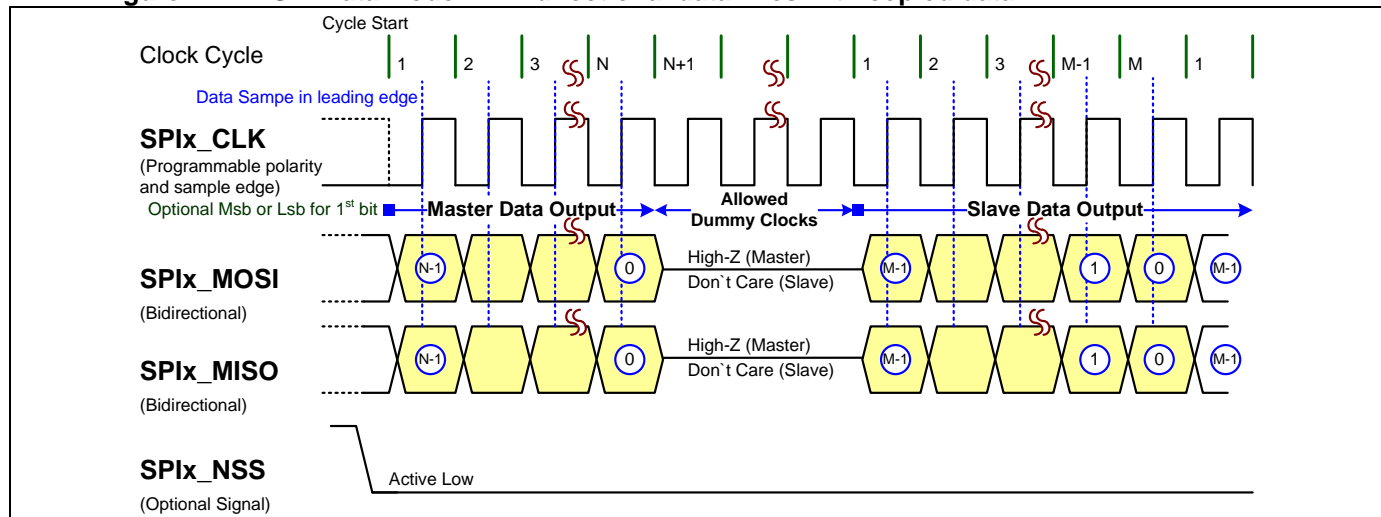 Cycle Start
Clock Cycle
1 2 3 N N+1 1 2 3 M-1 M 1
Data Sampe in leading edge
SPIx_CLK
(Programmable polarity
and sample edge)
Optional Msb or Lsb for 1st bit
Master Data Output
Allowed
Dummy Clocks
Slave Data Output
SPIx_MOSI
(Bidirectional)
N-1 0
High-Z (Master)
Don`t Care (Slave)
M-1 1 0 M-1
SPIx_MISO
(Bidirectional)
N-1 0
High-Z (Master)
Don`t Care (Slave)
M-1 1 0 M-1
SPIx_NSS
(Optional Signal)
Active Low